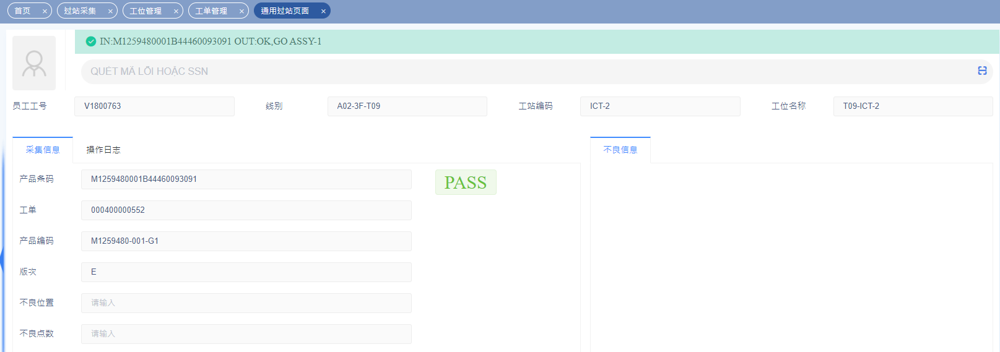 首页 × 过站采集 × 工位管理 × 工单管理 × 通用过站页面 ×
IN:M1259480001B44460093091 OUT:OK,GO ASSY-1
QUÉT MÃ LỖI HOẶC SSN
员工工号 V1800763 线别 A02-3F-T09 工站编码 ICT-2 工位名称 T09-ICT-2
采集信息 操作日志 不良信息
产品条码 M1259480001B44460093091 PASS
工单 000400000552
产品编码 M1259480-001-G1
版次 E
不良位置 请输入
不良点数 请输入